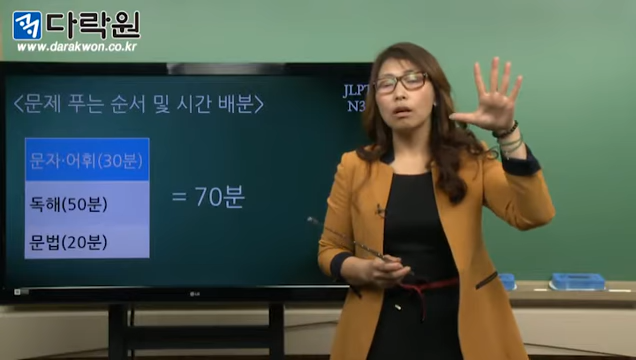 다락원
www.darakwon.co.kr
<문제 푸는 순서 및 시간 배분>
JLPT
N3
문자·어휘(30분)
독해(50분)
문법(20분)
= 70분
LG